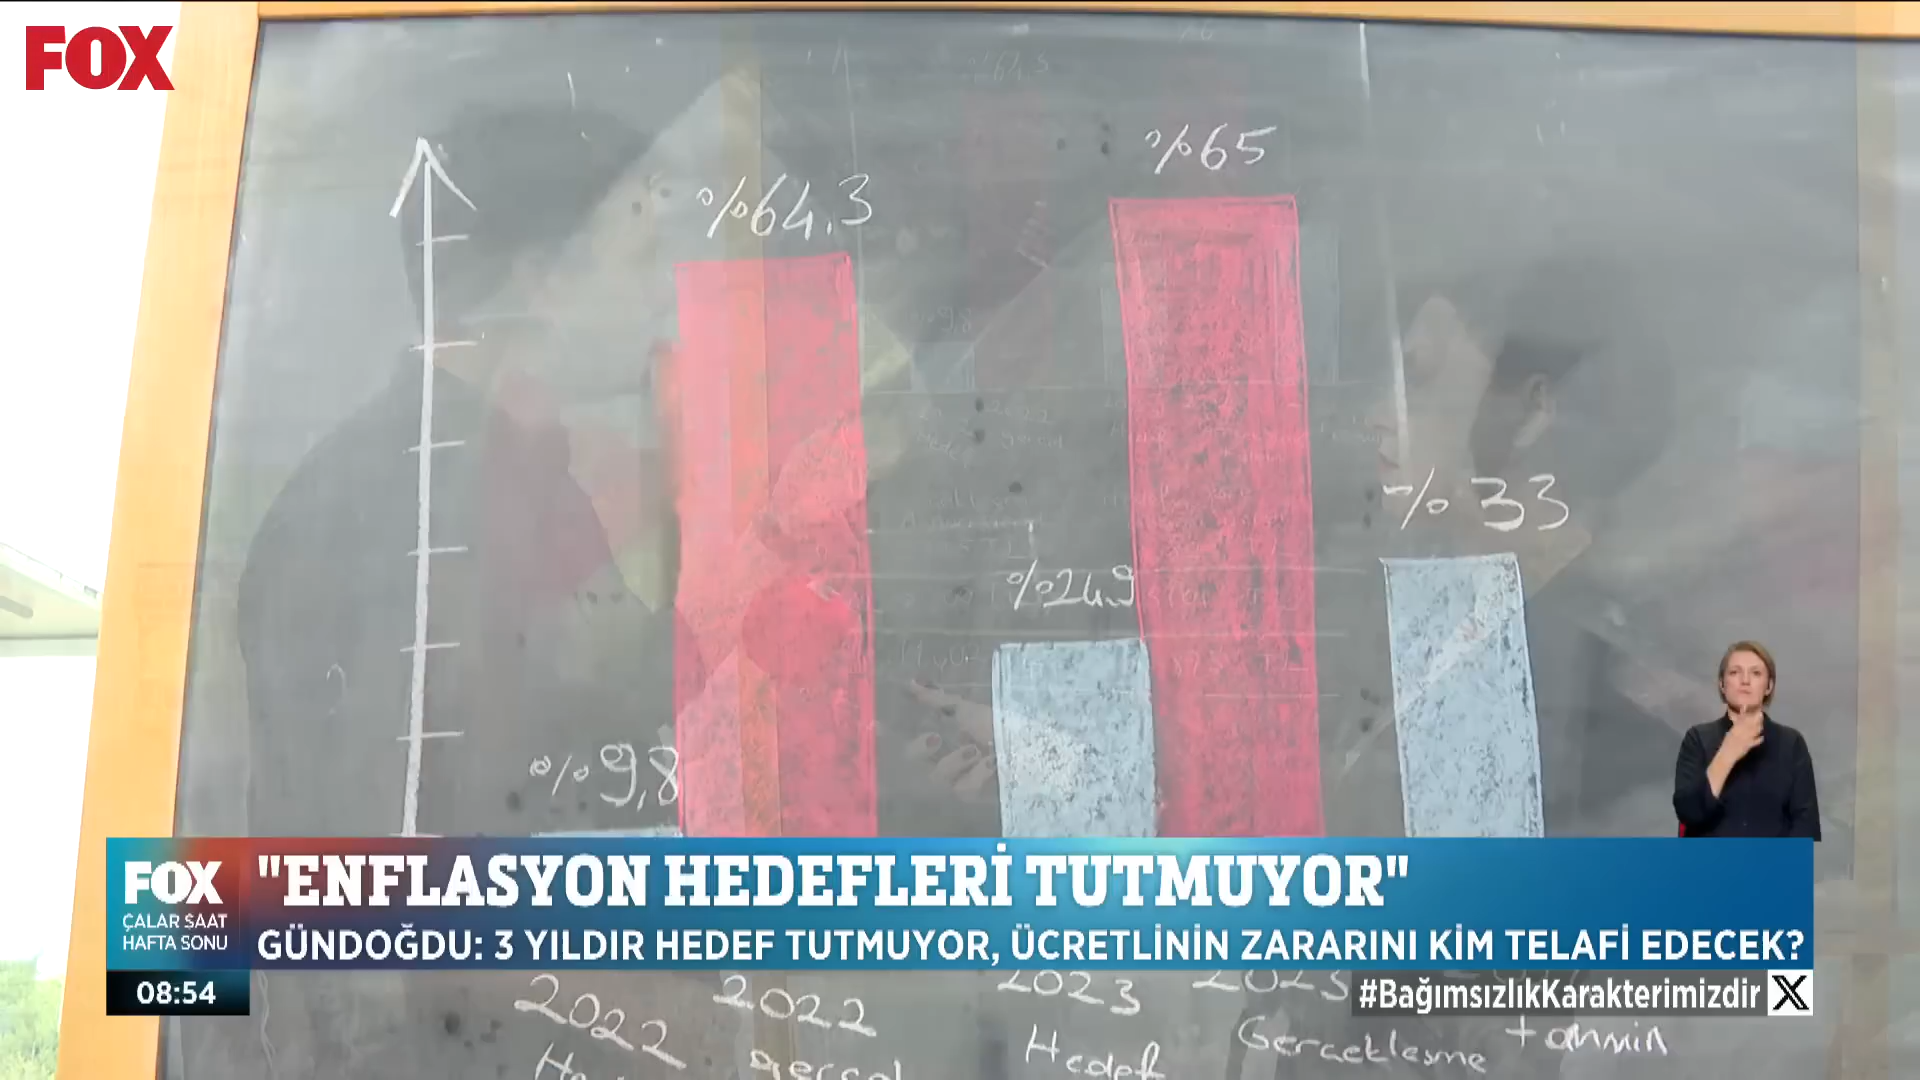 FOX
%65
%64.3
%33
%24.9
%9,8
FOX
ÇALAR SAAT
HAFTA SONU
"ENFLASYON HEDEFLERİ TUTMUYOR"
GÜNDOĞDU: 3 YILDIR HEDEF TUTMUYOR, ÜCRETLİNİN ZARARINI KİM TELAFİ EDECEK?
08:54
#BağımsızlıkKarakterimizdir X
2022 2022 2023 2023
Hedef Gerçekleşme tahmin